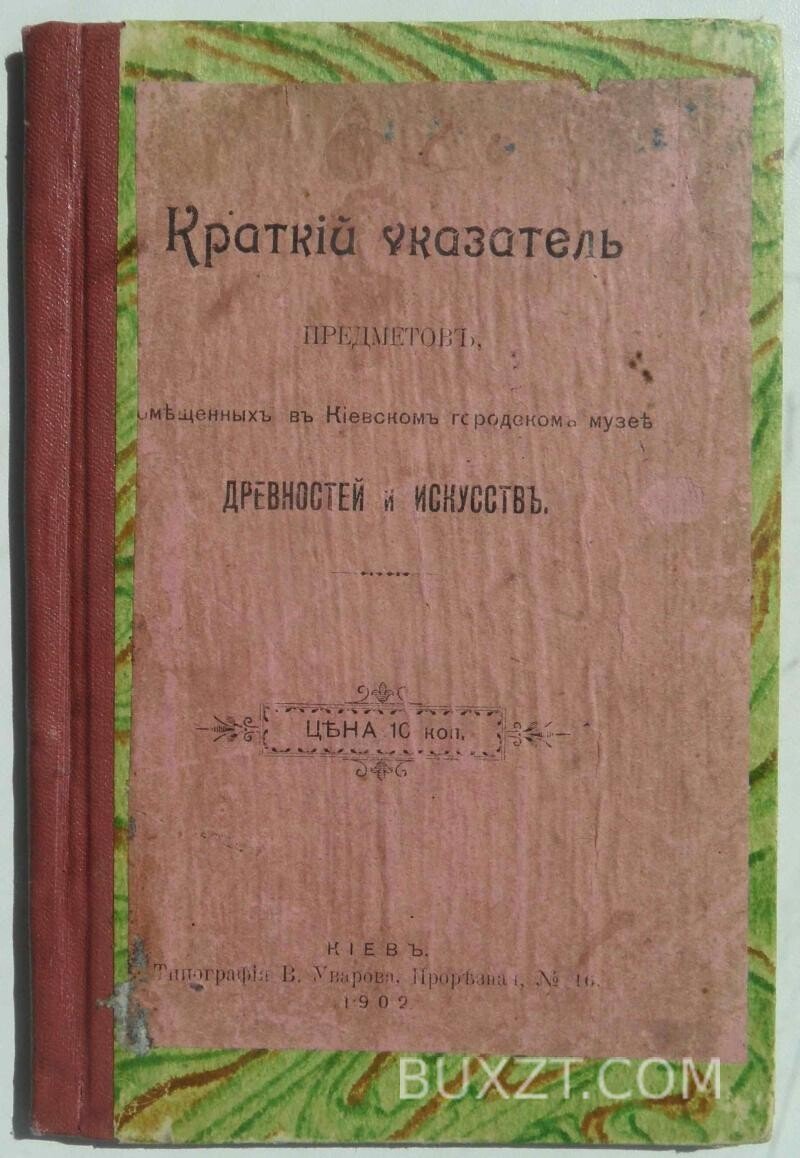 Краткій указатель
ПРЕДМЕТОВЪ,
омѣщенныхъ въ Кіевскомъ городскомъ музеѣ
ДРЕВНОСТЕЙ и ИСКУССТВЪ.
ЦѢНА 10 коп.
КІЕВЪ.
Типографія В. Уварова, Прорѣзная, № 16.
1902
BUXZT.COM